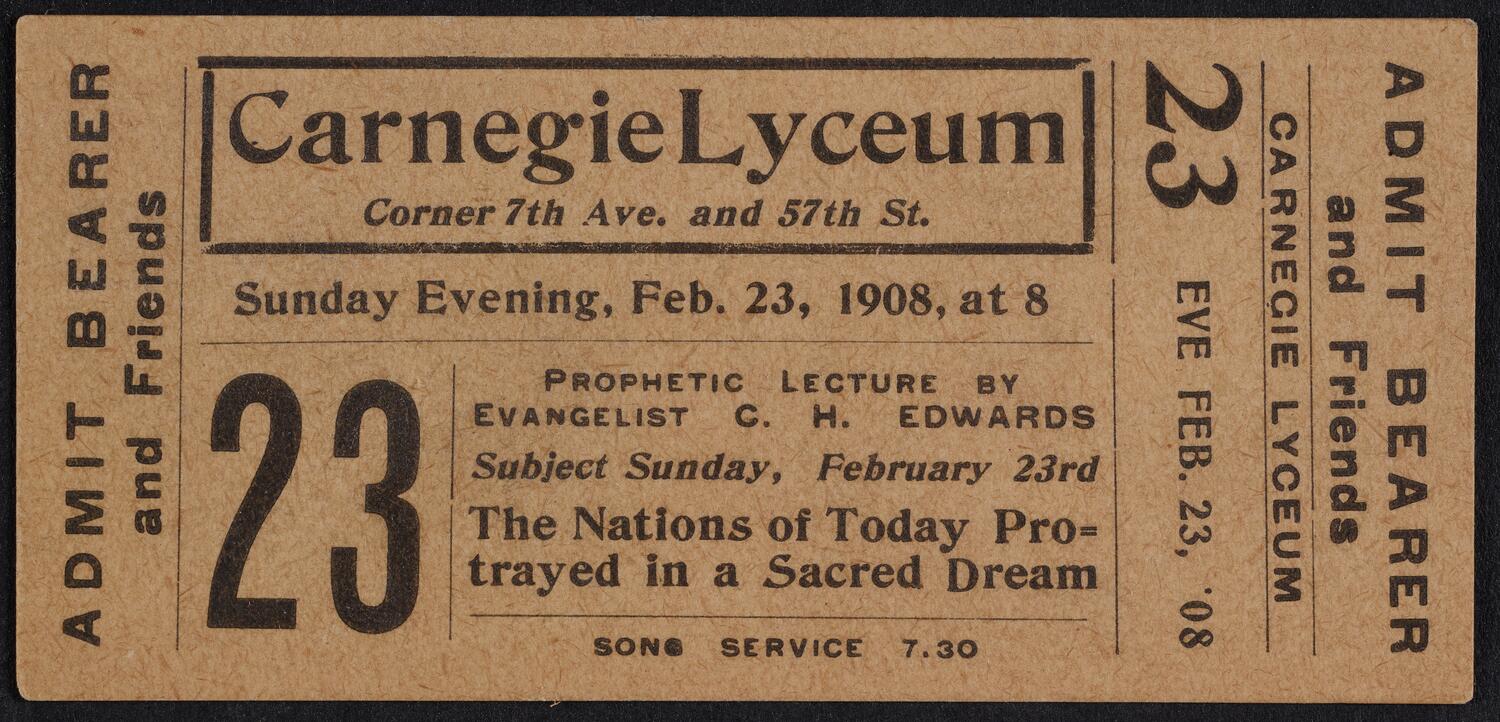 ADMIT BEARER
and Friends
Carnegie Lyceum
Corner 7th Ave. and 57th St.
Sunday Evening, Feb. 23, 1908, at 8
23
PROPHETIC LECTURE BY
EVANGELIST C. H. EDWARDS
Subject Sunday, February 23rd
The Nations of Today Pro=
trayed in a Sacred Dream
SONG SERVICE 7.30
23 EVE FEB. 23, '08
CARNEGIE LYCEUM
and Friends
ADMIT BEARER